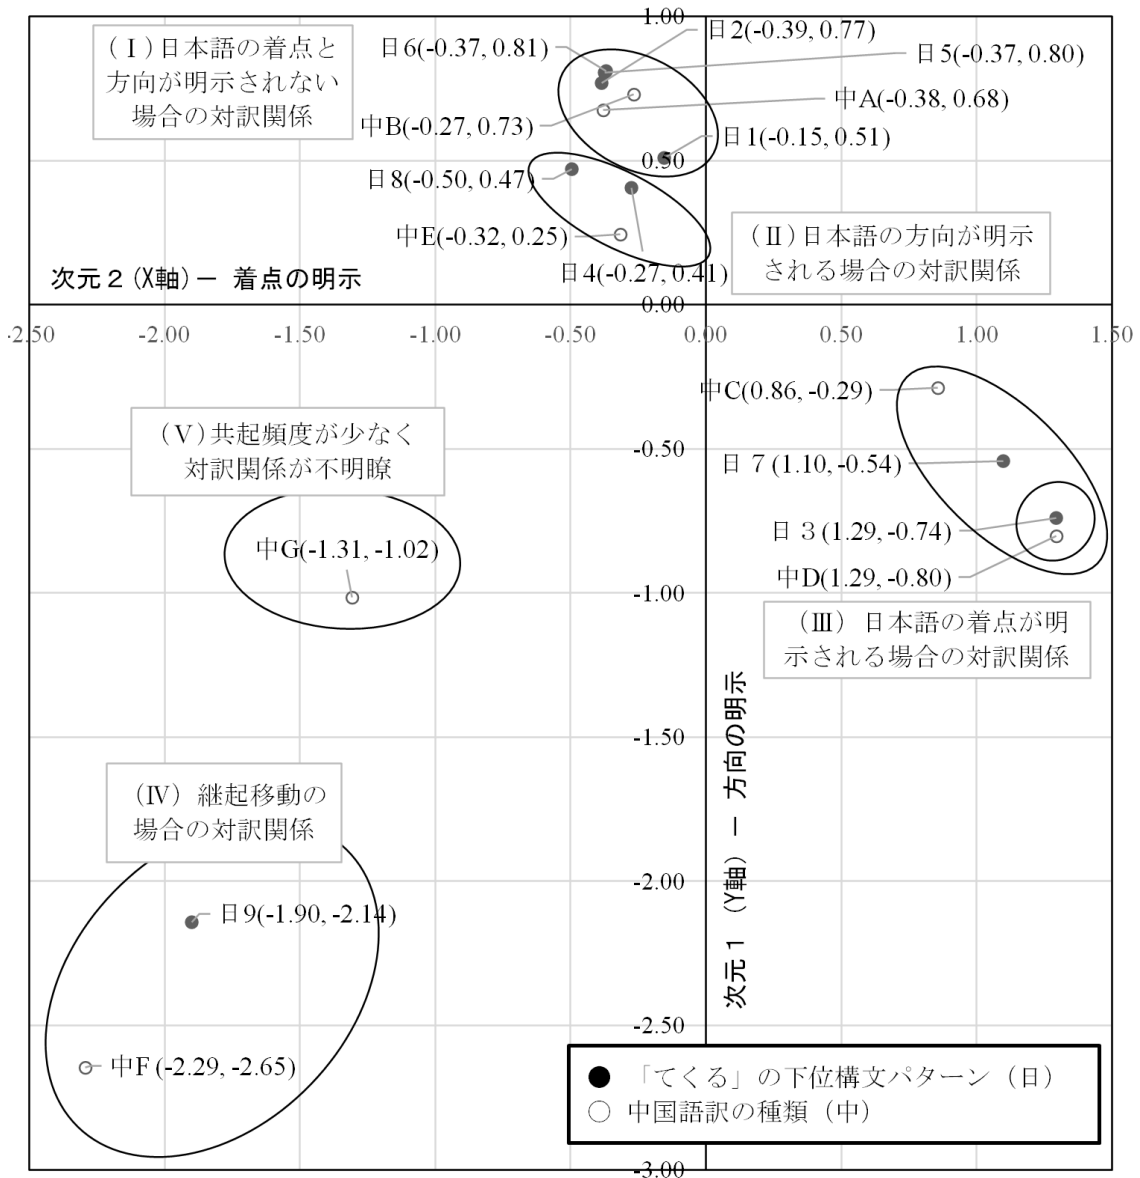 1.00
(Ⅰ)日本語の着点と
方向が明示されない
場合の対訳関係
日6(-0.37, 0.81)
日2(-0.39, 0.77)
日5(-0.37, 0.80)
中A(-0.38, 0.68)
中B(-0.27, 0.73)
日1(-0.15, 0.51)
0.50
日8(-0.50, 0.47)
中E(-0.32, 0.25)
日4(-0.27, 0.41)
(Ⅱ)日本語の方向が明示
される場合の対訳関係
次元２(X軸)― 着点の明示
0.00
-2.50
-2.00
-1.50
-1.00
-0.50
0.00
0.50
1.00
1.50
中C(0.86, -0.29)
(Ⅴ)共起頻度が少なく
対訳関係が不明瞭
-0.50
日７(1.10, -0.54)
日３(1.29, -0.74)
中G(-1.31, -1.02)
中D(1.29, -0.80)
-1.00
(Ⅲ) 日本語の着点が明
示される場合の対訳関係
次元１ (Y軸) ― 方向の明示
-1.50
(Ⅳ) 継起移動の
場合の対訳関係
-2.00
日9(-1.90, -2.14)
-2.50
中F(-2.29, -2.65)
● 「てくる」の下位構文パターン（日）
○ 中国語訳の種類（中）
-3.00